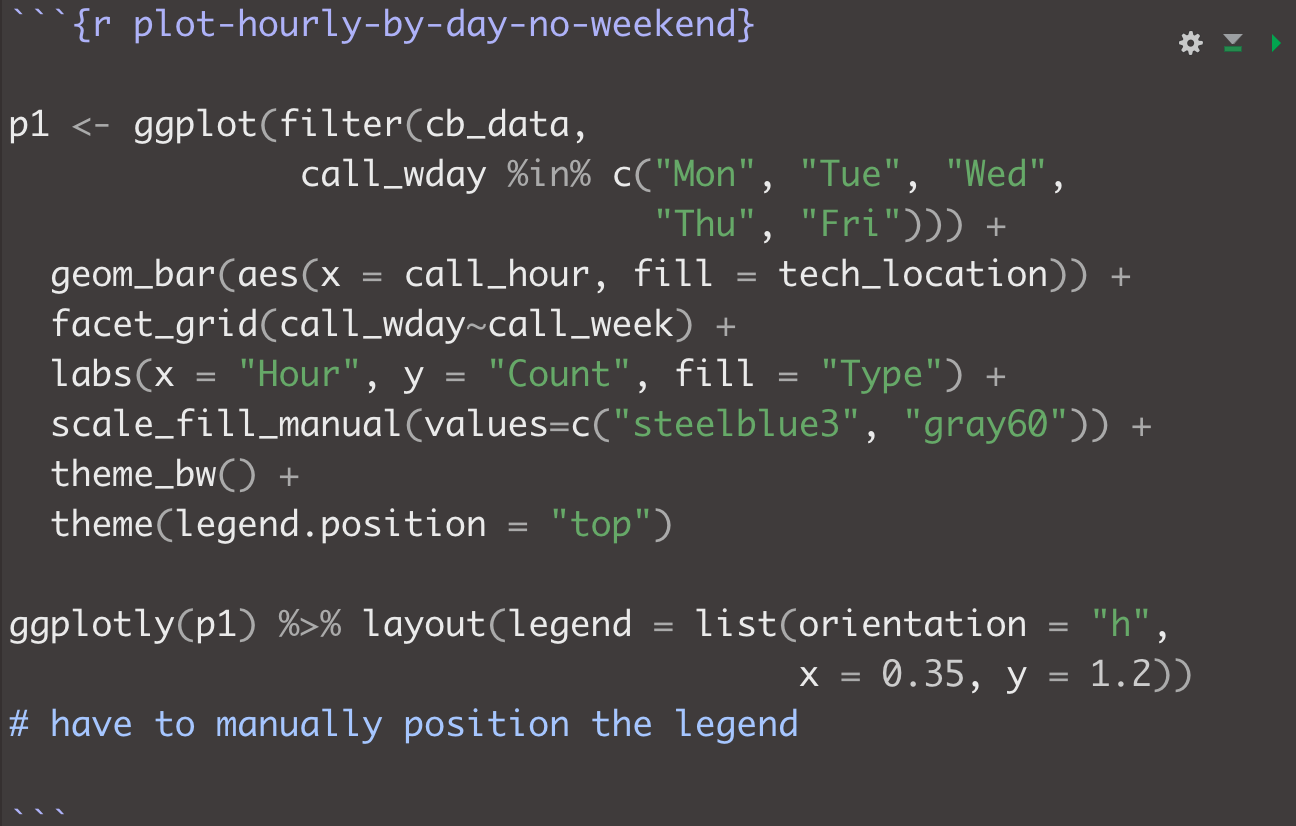 ```{r plot-hourly-by-day-no-weekend}
p1 <- ggplot(filter(cb_data,
              call_wday %in% c("Mon", "Tue", "Wed",
                               "Thu", "Fri"))) +
  geom_bar(aes(x = call_hour, fill = tech_location)) +
  facet_grid(call_wday~call_week) +
  labs(x = "Hour", y = "Count", fill = "Type") +
  scale_fill_manual(values=c("steelblue3", "gray60")) +
  theme_bw() +
  theme(legend.position = "top")
ggplotly(p1) %>% layout(legend = list(orientation = "h",
                                      x = 0.35, y = 1.2))
# have to manually position the legend
```